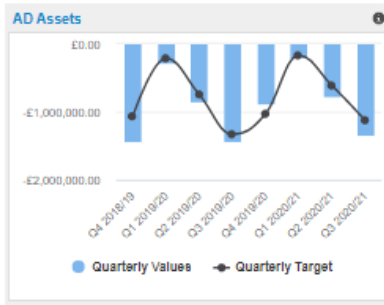 AD Assets
£0.00
-£1,000,000.00
-£2,000,000.00
Q4 2018/19
Q1 2019/20
Q2 2019/20
Q3 2019/20
Q4 2019/20
Q1 2020/21
Q2 2020/21
Q3 2020/21
Quarterly Values
Quarterly Target